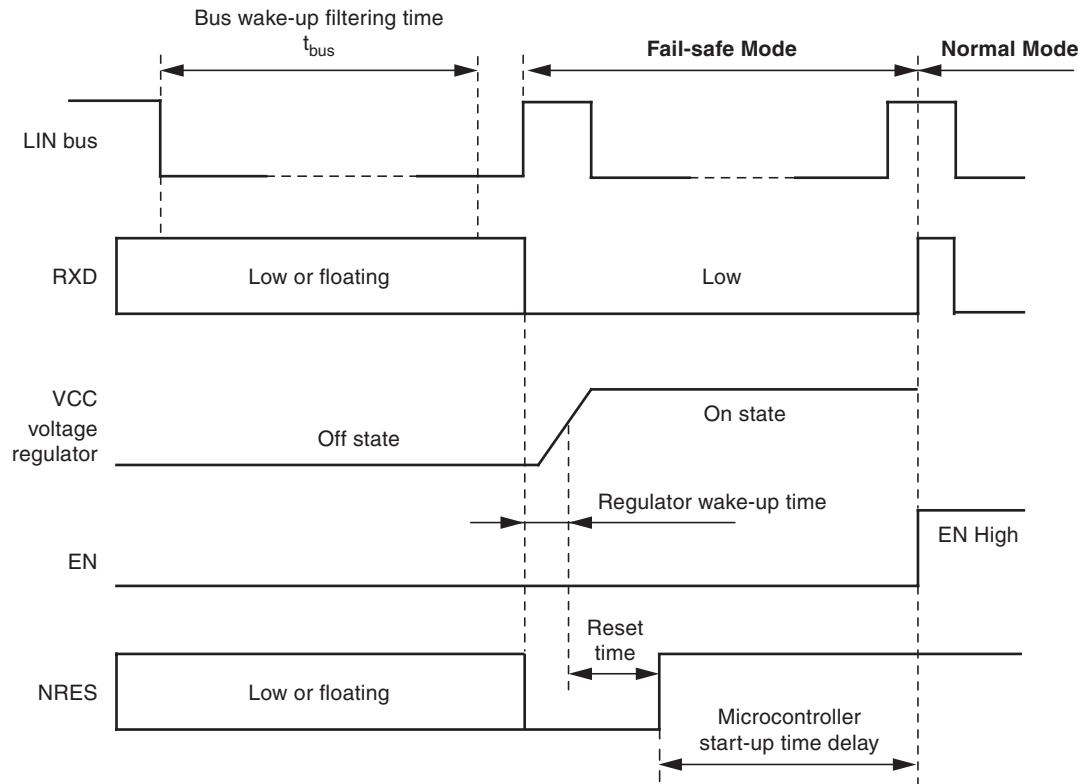 Bus wake-up filtering time
tbus
Fail-safe Mode
Normal Mode
LIN bus
RXD
Low or floating
Low
VCC
voltage
regulator
Off state
On state
Regulator wake-up time
EN
EN High
Reset
time
NRES
Low or floating
Microcontroller
start-up time delay